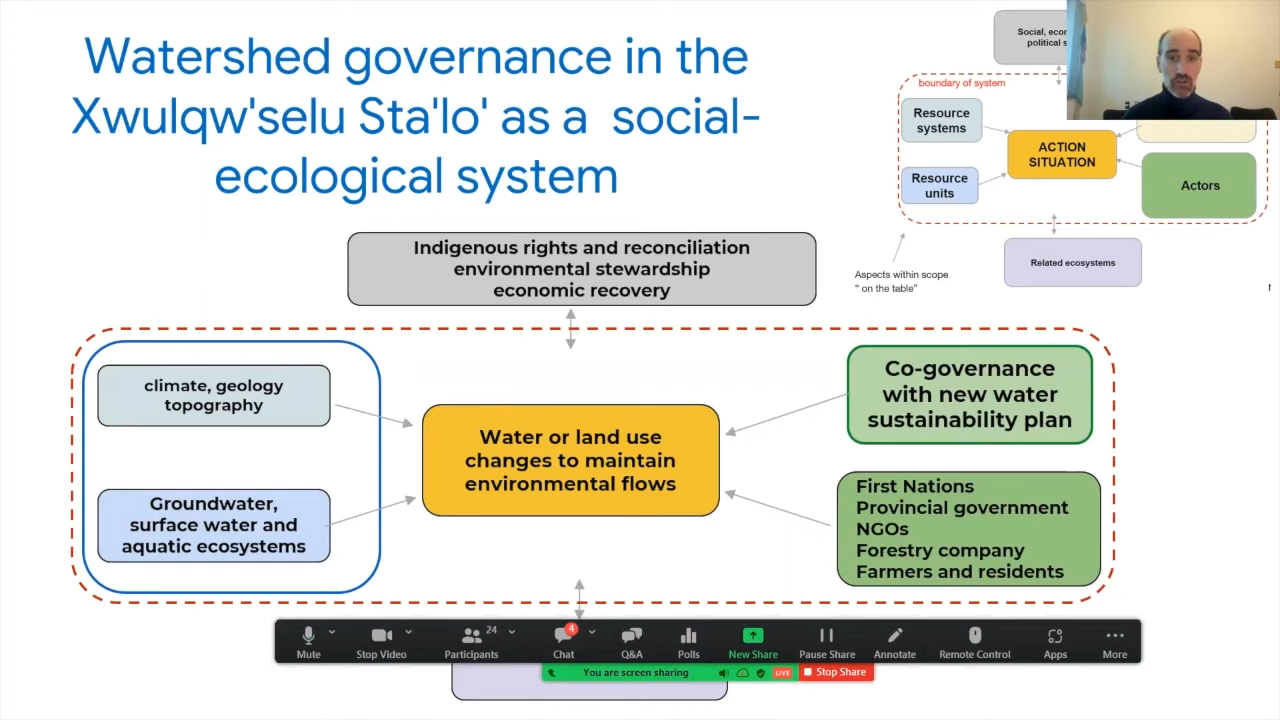 Watershed governance in the
Xwulqw'selu Sta'lo' as a social-
ecological system
Social, eco
political s
boundary of system
Resource
systems
Resource
units
ACTION
SITUATION
Actors
Related ecosystems
Aspects within scope
“ on the table”
Indigenous rights and reconciliation
environmental stewardship
economic recovery
climate, geology
topography
Groundwater,
surface water and
aquatic ecosystems
Water or land use
changes to maintain
environmental flows
Co-governance
with new water
sustainability plan
First Nations
Provincial government
NGOs
Forestry company
Farmers and residents
Mute
Stop Video
24
Participants
4
Chat
Q&A
Polls
New Share
Pause Share
Annotate
Remote Control
Apps
More
You are screen sharing
LIVE
Stop Share